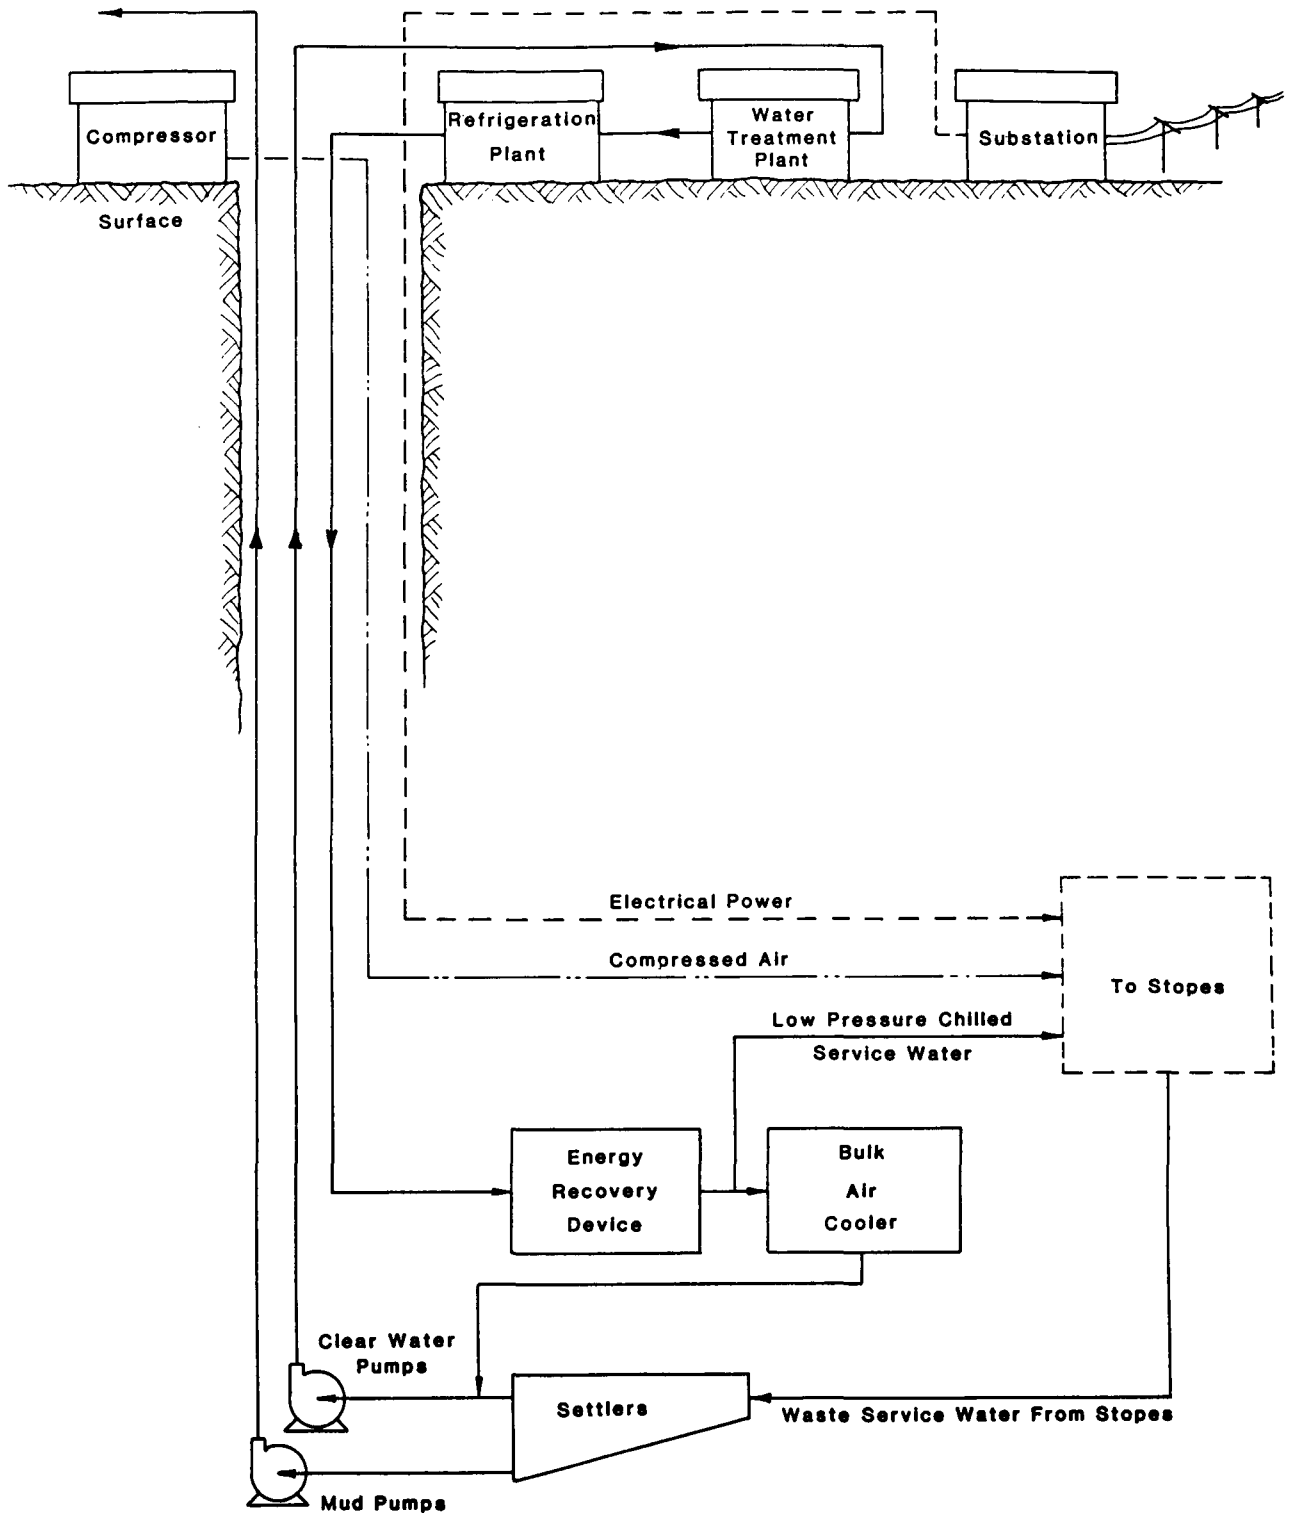 Compressor
Refrigeration
Plant
Water
Treatment
Plant
Substation
Surface
Electrical Power
Compressed Air
To Stopes
Low Pressure Chilled
Service Water
Energy
Recovery
Device
Bulk
Air
Cooler
Clear Water
Pumps
Settlers
Waste Service Water From Stopes
Mud Pumps